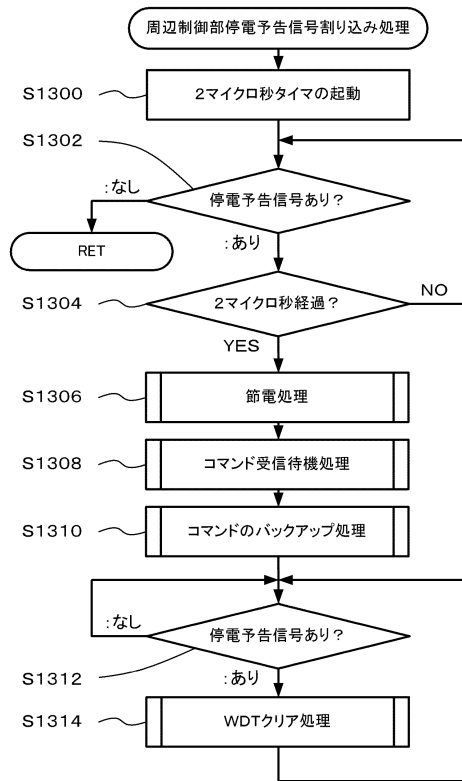 周辺制御部停電予告信号割り込み処理
S1300
2マイクロ秒タイマの起動
S1302
停電予告信号あり？
:なし
RET
:あり
S1304
2マイクロ秒経過？
NO
YES
S1306
節電処理
S1308
コマンド受信待機処理
S1310
コマンドのバックアップ処理
:なし
停電予告信号あり？
S1312
:あり
S1314
WDTクリア処理